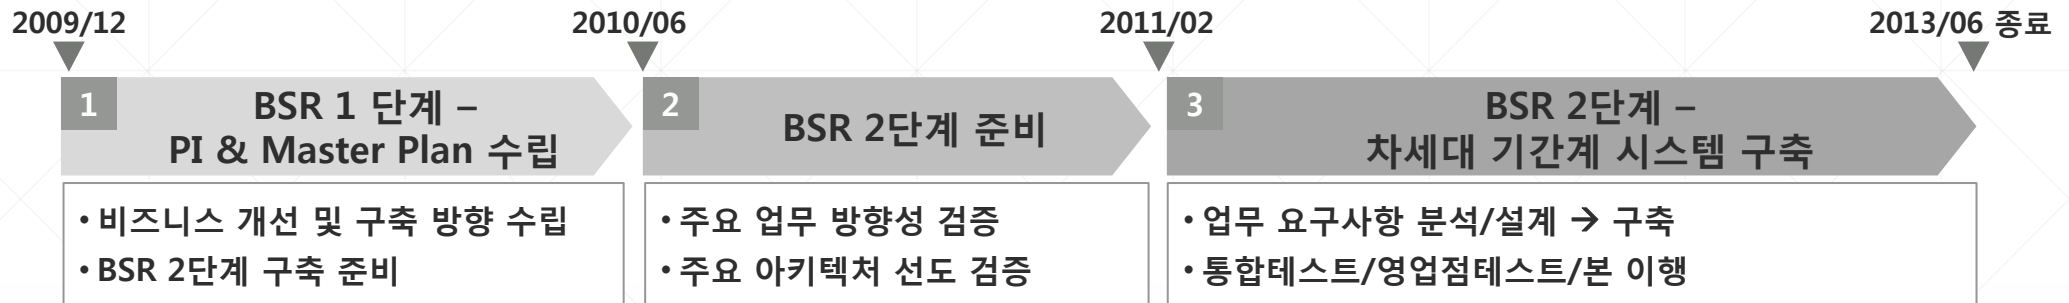 2009/12
2010/06
2011/02
2013/06 종료
1
BSR 1 단계 –
PI & Master Plan 수립
2
BSR 2단계 준비
3
BSR 2단계 –
차세대 기간계 시스템 구축
• 비즈니스 개선 및 구축 방향 수립
• BSR 2단계 구축 준비
• 주요 업무 방향성 검증
• 주요 아키텍처 선도 검증
• 업무 요구사항 분석/설계 → 구축
• 통합테스트/영업점테스트/본 이행